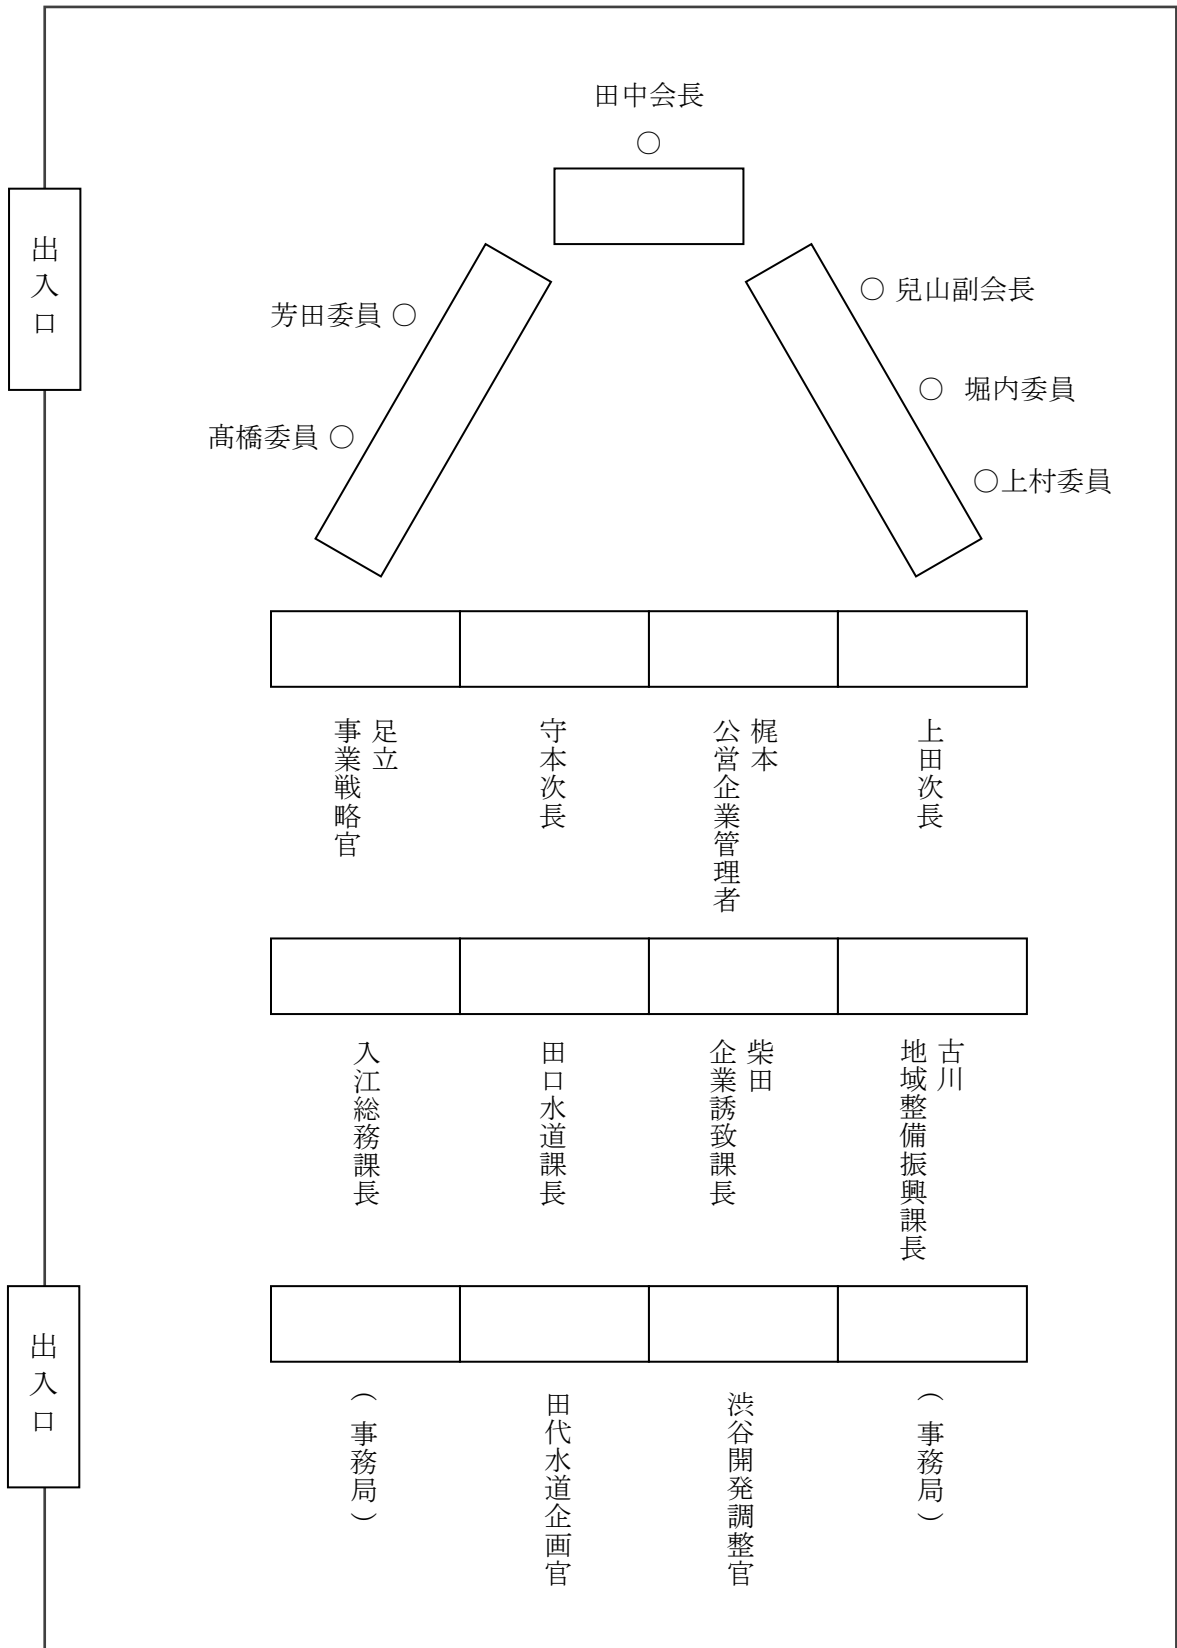 田中会長
○
出入口
○ 兒山副会長
芳田委員 ○
○ 堀内委員
髙橋委員 ○
○上村委員
足立
事業戦略官
守本次長
梶本
公営企業管理者
上田次長
入江総務課長
田口水道課長
柴田
企業誘致課長
古川
地域整備振興課長
出入口
（事務局）
田代水道企画官
渋谷開発調整官
（事務局）